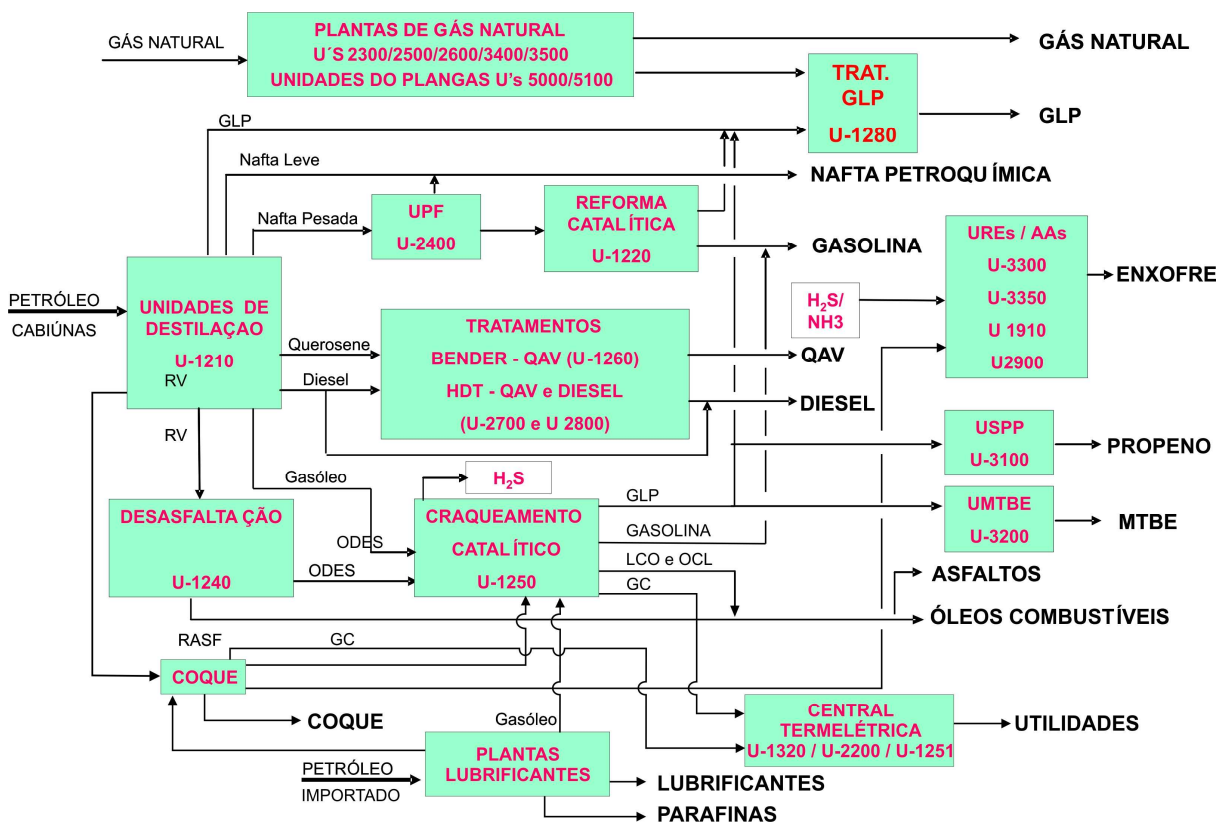 PLANTAS DE GÁS NATURAL
U´S 2300/2500/2600/3400/3500
UNIDADES DO PLANGAS U's 5000/5100
GÁS NATURAL
GÁS NATURAL
TRAT.
GLP
U-1280
GLP
GLP
Nafta Leve
NAFTA PETROQU ÍMICA
Nafta Pesada
UPF
U-2400
REFORMA
CATAL ÍTICA
U-1220
GASOLINA
UREs / AAs
U-3300
U-3350
U 1910
U2900
ENXOFRE
H2S/
NH3
PETRÓLEO
CABIÚNAS
UNIDADES DE
DESTILAÇAO
U-1210
RV
Querosene
Diesel
TRATAMENTOS
BENDER - QAV (U -1260)
HDT - QAV e DIESEL
(U-2700 e U 2800)
QAV
DIESEL
RV
Gasóleo
H2S
USPP
U-3100
PROPENO
DESASFALTA ÇÃO
U-1240
ODES
ODES
CRAQUEAMENTO
CATAL ÍTICO
U-1250
GLP
GASOLINA
LCO e OCL
GC
UMTBE
U-3200
MTBE
ASFALTOS
ÓLEOS COMBUSTÍVEIS
RASF
GC
COQUE
COQUE
Gasóleo
CENTRAL
TERMELÉTRICA
U-1320 / U-2200 / U-1251
UTILIDADES
PETRÓLEO
IMPORTADO
PLANTAS
LUBRIFICANTES
LUBRIFICANTES
PARAFINAS